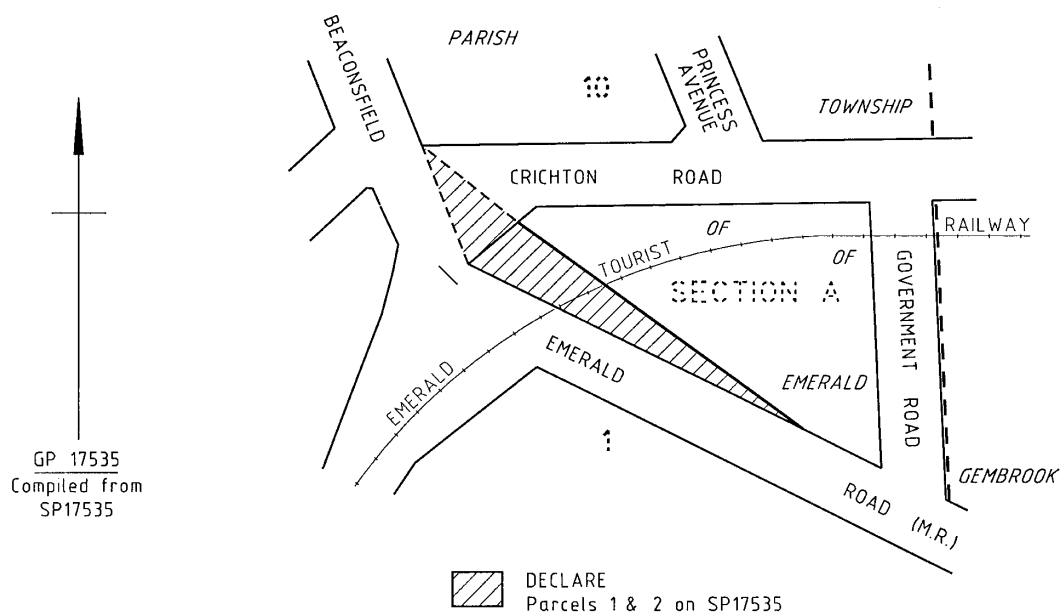 BEACONSFIELD
PARISH
10
PRINCESS
AVENUE
TOWNSHIP
CRICHTON ROAD
OF
RAILWAY
TOURIST
OF
SECTION A
GOVERNMENT ROAD
EMERALD
EMERALD
EMERALD
1
GEMBROOK
ROAD (M.R.)
GP 17535
Compiled from
SP17535
DECLARE
Parcels 1 & 2 on SP17535